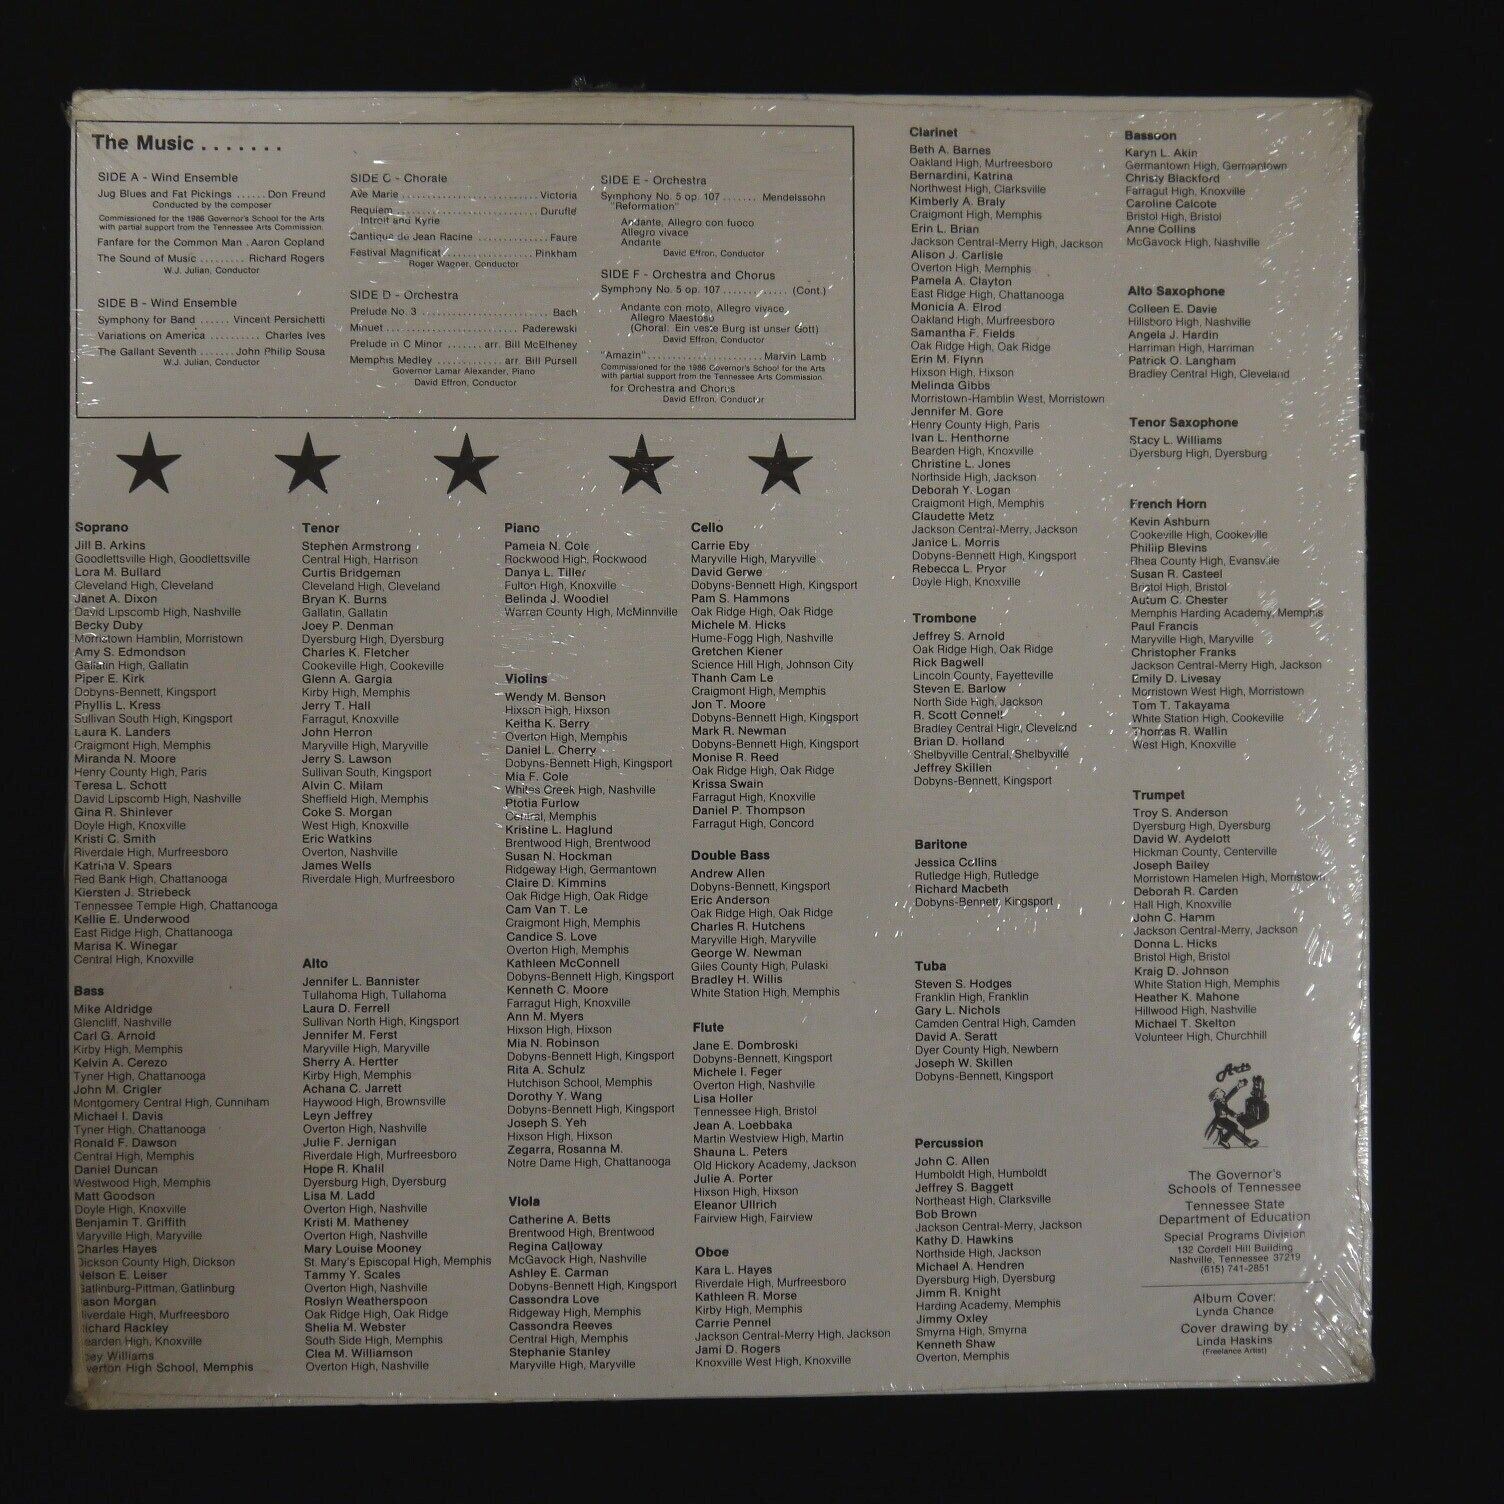 The Music . . . . . . .
SIDE A - Wind Ensemble
Jug Blues and Fat Pickings ...... Don Freund
Conducted by the composer
Commissioned for the 1986 Governor's School for the Arts
with partial support from the Tennessee Arts Commission.
Fanfare for the Common Man . Aaron Copland
The Sound of Music ......... Richard Rogers
W.J. Julian, Conductor
SIDE B - Wind Ensemble
Symphony for Band ...... Vincent Persichetti
Variations on America .......... Charles Ives
The Gallant Seventh ....... John Philip Sousa
W.J. Julian, Conductor
SIDE C - Chorale
Ave Marie ............................ Victoria
Requiem ............................. Durufle
Introit and Kyrie
Cantique de Jean Racine .............. Faure
Festival Magnificat .................. Pinkham
Roger Wagner, Conductor
SIDE D - Orchestra
Prelude No. 3 .......................... Bach
Minuet ........................... Paderewski
Prelude in C Minor ........ arr. Bill McElheney
Memphis Medley ............ arr. Bill Pursell
Governor Lamar Alexander, Piano
David Effron, Conductor
SIDE E - Orchestra
Symphony No. 5 op. 107 ....... Mendelssohn
"Reformation"
Andante, Allegro con fuoco
Allegro vivace
Andante
David Effron, Conductor
SIDE F - Orchestra and Chorus
Symphony No. 5 op. 107 ............. (Cont.)
Andante con moto, Allegro vivace
Allegro Maestoso
(Choral: Ein veste Burg ist unser Gott)
David Effron, Conductor
"Amazin" ........................ Marvin Lamb
Commissioned for the 1986 Governor's School for the Arts
with partial support from the Tennessee Arts Commission.
for Orchestra and Chorus
David Effron, Conductor
Soprano
Jill B. Arkins
Goodlettsville High, Goodlettsville
Lora M. Bullard
Cleveland High, Cleveland
Janet A. Dixon
David Lipscomb High, Nashville
Becky Duby
Morristown Hamblin, Morristown
Amy S. Edmondson
Gallatin High, Gallatin
Piper E. Kirk
Dobyns-Bennett, Kingsport
Phyllis L. Kress
Sullivan South High, Kingsport
Laura K. Landers
Craigmont High, Memphis
Miranda N. Moore
Henry County High, Paris
Teresa L. Schott
David Lipscomb High, Nashville
Gina R. Shinlever
Doyle High, Knoxville
Kristi C. Smith
Riverdale High, Murfreesboro
Katrina V. Spears
Red Bank High, Chattanooga
Kiersten J. Striebeck
Tennessee Temple High, Chattanooga
Kellie E. Underwood
East Ridge High, Chattanooga
Marisa K. Winegar
Central High, Knoxville
Bass
Mike Aldridge
Glencliff, Nashville
Carl G. Arnold
Kirby High, Memphis
Kelvin A. Cerezo
Tyner High, Chattanooga
John M. Crigler
Montgomery Central High, Cunniham
Michael I. Davis
Tyner High, Chattanooga
Ronald F. Dawson
Central High, Memphis
Daniel Duncan
Westwood High, Memphis
Matt Goodson
Doyle High, Knoxville
Benjamin T. Griffith
Maryville High, Maryville
Charles Hayes
Dickson County High, Dickson
Nelson E. Leiser
Gatlinburg-Pittman, Gatlinburg
Jason Morgan
Riverdale High, Murfreesboro
Richard Rackley
Bearden High, Knoxville
Williams
Overton High School, Memphis
Tenor
Stephen Armstrong
Central High, Harrison
Curtis Bridgeman
Cleveland High, Cleveland
Bryan K. Burns
Gallatin, Gallatin
Joey P. Denman
Dyersburg High, Dyersburg
Charles K. Fletcher
Cookeville High, Cookeville
Glenn A. Gargia
Kirby High, Memphis
Jerry T. Hall
Farragut, Knoxville
John Herron
Maryville High, Maryville
Jerry S. Lawson
Sullivan South, Kingsport
Alvin C. Milam
Sheffield High, Memphis
Coke S. Morgan
West High, Knoxville
Eric Watkins
Overton, Nashville
James Wells
Riverdale High, Murfreesboro
Alto
Jennifer L. Bannister
Tullahoma High, Tullahoma
Laura D. Ferrell
Sullivan North High, Kingsport
Jennifer M. Ferst
Maryville High, Maryville
Sherry A. Hertter
Kirby High, Memphis
Achana C. Jarrett
Haywood High, Brownsville
Leyn Jeffrey
Overton High, Nashville
Julie F. Jernigan
Riverdale High, Murfreesboro
Hope R. Khalil
Dyersburg High, Dyersburg
Lisa M. Ladd
Overton High, Nashville
Kristi M. Matheney
Overton High, Nashville
Mary Louise Mooney
St. Mary's Episcopal High, Memphis
Tammy Y. Scales
Overton High, Nashville
Roslyn Weatherspoon
Oak Ridge High, Oak Ridge
Shelia M. Webster
South Side High, Memphis
Clea M. Williamson
Overton High, Nashville
Piano
Pamela N. Cole
Rockwood High, Rockwood
Danya L. Tiller
Fulton High, Knoxville
Belinda J. Woodiel
Warren County High, McMinnville
Violins
Wendy M. Benson
Hixson High, Hixson
Keitha K. Berry
Overton High, Memphis
Daniel L. Cherry
Dobyns-Bennett High, Kingsport
Mia F. Cole
Whites Creek High, Nashville
Ptotia Furlow
Central, Memphis
Kristine L. Haglund
Brentwood High, Brentwood
Susan N. Hockman
Ridgeway High, Germantown
Claire D. Kimmins
Oak Ridge High, Oak Ridge
Cam Van T. Le
Craigmont High, Memphis
Candice S. Love
Overton High, Memphis
Kathleen McConnell
Dobyns-Bennett High, Kingsport
Kenneth C. Moore
Farragut High, Knoxville
Ann M. Myers
Hixson High, Hixson
Mia N. Robinson
Dobyns-Bennett High, Kingsport
Rita A. Schulz
Hutchison School, Memphis
Dorothy Y. Wang
Dobyns-Bennett High, Kingsport
Joseph S. Yeh
Hixson High, Hixson
Zegarra, Rosanna M.
Notre Dame High, Chattanooga
Viola
Catherine A. Betts
Brentwood High, Brentwood
Regina Calloway
McGavock High, Nashville
Ashley E. Carman
Dobyns-Bennett High, Kingsport
Cassondra Love
Ridgeway High, Memphis
Cassondra Reeves
Central High, Memphis
Stephanie Stanley
Maryville High, Maryville
Cello
Carrie Eby
Maryville High, Maryville
David Gerwe
Dobyns-Bennett High, Kingsport
Pam S. Hammons
Oak Ridge High, Oak Ridge
Michele M. Hicks
Hume-Fogg High, Nashville
Gretchen Kiener
Science Hill High, Johnson City
Thanh Cam Le
Craigmont High, Memphis
Jon T. Moore
Dobyns-Bennett High, Kingsport
Mark R. Newman
Dobyns-Bennett High, Kingsport
Monise R. Reed
Oak Ridge High, Oak Ridge
Krissa Swain
Farragut High, Knoxville
Daniel P. Thompson
Farragut High, Concord
Double Bass
Andrew Allen
Dobyns-Bennett, Kingsport
Eric Anderson
Oak Ridge High, Oak Ridge
Charles R. Hutchens
Maryville High, Maryville
George W. Newman
Giles County High, Pulaski
Bradley H. Willis
White Station High, Memphis
Flute
Jane E. Dombroski
Dobyns-Bennett, Kingsport
Michele I. Feger
Overton High, Nashville
Lisa Holler
Tennessee High, Bristol
Jean A. Loebbaka
Martin Westview High, Martin
Shauna L. Peters
Old Hickory Academy, Jackson
Julie A. Porter
Hixson High, Hixson
Eleanor Ullrich
Fairview High, Fairview
Oboe
Kara L. Hayes
Riverdale High, Murfreesboro
Kathleen R. Morse
Kirby High, Memphis
Carrie Pennel
Jackson Central-Merry High, Jackson
Jami D. Rogers
Knoxville West High, Knoxville
Clarinet
Beth A. Barnes
Oakland High, Murfreesboro
Bernardini, Katrina
Northwest High, Clarksville
Kimberly A. Braly
Craigmont High, Memphis
Erin L. Brian
Jackson Central-Merry High, Jackson
Alison J. Carlisle
Overton High, Memphis
Pamela A. Clayton
East Ridge High, Chattanooga
Monicia A. Elrod
Oakland High, Murfreesboro
Samantha F. Fields
Oak Ridge High, Oak Ridge
Erin M. Flynn
Hixson High, Hixson
Melinda Gibbs
Morristown-Hamblin West, Morristown
Jennifer M. Gore
Henry County High, Paris
Ivan L. Henthorne
Bearden High, Knoxville
Christine L. Jones
Northside High, Jackson
Deborah Y. Logan
Craigmont High, Memphis
Claudette Metz
Jackson Central-Merry, Jackson
Janice L. Morris
Dobyns-Bennett High, Kingsport
Rebecca L. Pryor
Doyle High, Knoxville
Trombone
Jeffrey S. Arnold
Oak Ridge High, Oak Ridge
Rick Bagwell
Lincoln County, Fayetteville
Steven E. Barlow
North Side High, Jackson
R. Scott Connell
Bradley Central High, Cleveland
Brian D. Holland
Shelbyville Central, Shelbyville
Jeffrey Skillen
Dobyns-Bennett, Kingsport
Baritone
Jessica Collins
Rutledge High, Rutledge
Richard Macbeth
Dobyns-Bennett, Kingsport
Tuba
Steven S. Hodges
Franklin High, Franklin
Gary L. Nichols
Camden Central High, Camden
David A. Seratt
Dyer County High, Newbern
Joseph W. Skillen
Dobyns-Bennett, Kingsport
Percussion
John C. Allen
Humboldt High, Humboldt
Jeffrey S. Baggett
Northeast High, Clarksville
Bob Brown
Jackson Central-Merry, Jackson
Kathy D. Hawkins
Northside High, Jackson
Michael A. Hendren
Dyersburg High, Dyersburg
Jimm R. Knight
Harding Academy, Memphis
Jimmy Oxley
Smyrna High, Smyrna
Kenneth Shaw
Overton, Memphis
Bassoon
Karyn L. Akin
Germantown High, Germantown
Christy Blackford
Farragut High, Knoxville
Caroline Calcote
Bristol High, Bristol
Anne Collins
McGavock High, Nashville
Alto Saxophone
Colleen E. Davie
Hillsboro High, Nashville
Angela J. Hardin
Harriman High, Harriman
Patrick O. Langham
Bradley Central High, Cleveland
Tenor Saxophone
Stacy L. Williams
Dyersburg High, Dyersburg
French Horn
Kevin Ashburn
Cookeville High, Cookeville
Phillip Blevins
Rhea County High, Evansville
Susan R. Casteel
Bristol High, Bristol
Autum C. Chester
Memphis Harding Academy, Memphis
Paul Francis
Maryville High, Maryville
Christopher Franks
Jackson Central-Merry High, Jackson
Emily D. Livesay
Morristown West High, Morristown
Tom T. Takayama
White Station High, Cookeville
Thomas R. Wallin
West High, Knoxville
Trumpet
Troy S. Anderson
Dyersburg High, Dyersburg
David W. Aydelott
Hickman County, Centerville
Joseph Bailey
Morristown Hamelen High, Morristown
Deborah R. Carden
Hall High, Knoxville
John C. Hamm
Jackson Central-Merry, Jackson
Donna L. Hicks
Bristol High, Bristol
Kraig D. Johnson
White Station High, Memphis
Heather K. Mahone
Hillwood High, Nashville
Michael T. Skelton
Volunteer High, Churchhill
Arts
The Governor's
Schools of Tennessee
Tennessee State
Department of Education
Special Programs Division
132 Cordell Hill Building
Nashville, Tennessee 37219
(615) 741-2851
Album Cover:
Lynda Chance
Cover drawing by
Linda Haskins
(Freelance Artist)